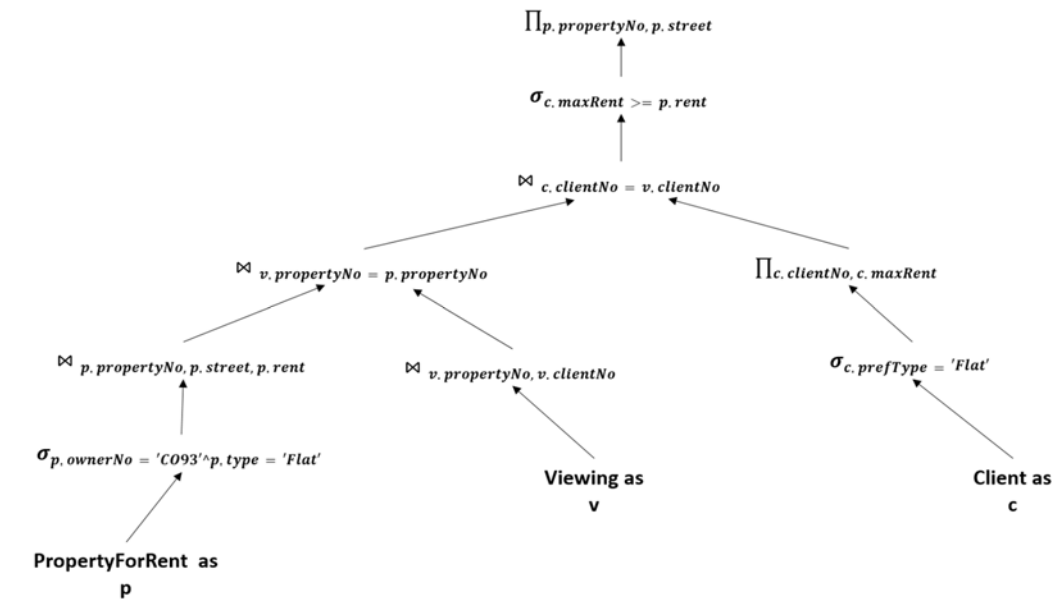 ∏p.propertyNo,p.street
σc.maxRent >= p.rent
⋈ c.clientNo = v.clientNo
⋈ v.propertyNo = p.propertyNo
∏c.clientNo,c.maxRent
⋈ p.propertyNo,p.street,p.rent
⋈ v.propertyNo,v.clientNo
σc.prefType = 'Flat'
σp,ownerNo = 'CO93'^p,type = 'Flat'
Viewing as
v
Client as
c
PropertyForRent as
p